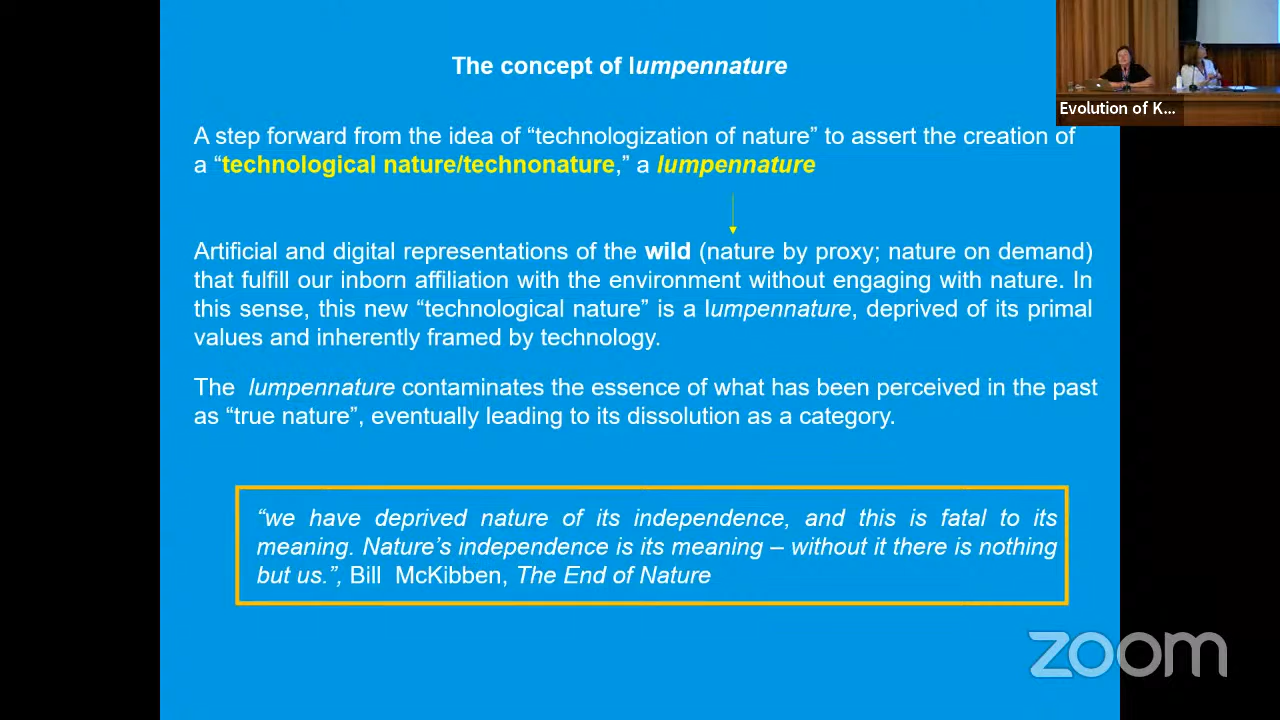 The concept of lumpennature
Evolution of K...
A step forward from the idea of “technologization of nature” to assert the creation of
a “technological nature/technonature,” a lumpennature
Artificial and digital representations of the wild (nature by proxy; nature on demand)
that fulfill our inborn affiliation with the environment without engaging with nature. In
this sense, this new “technological nature” is a lumpennature, deprived of its primal
values and inherently framed by technology.
The lumpennature contaminates the essence of what has been perceived in the past
as “true nature”, eventually leading to its dissolution as a category.
“we have deprived nature of its independence, and this is fatal to its
meaning. Nature’s independence is its meaning – without it there is nothing
but us.”, Bill McKibben, The End of Nature
zoom